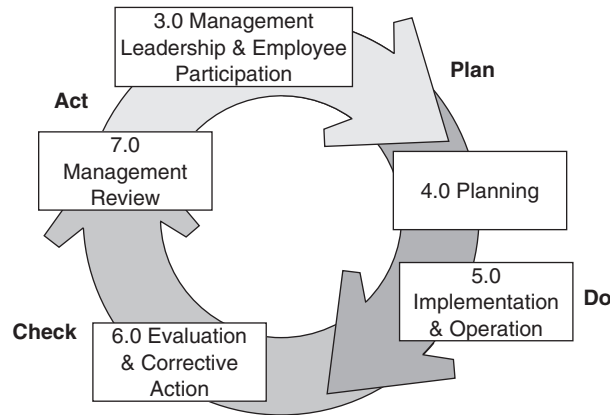 3.0 Management
Leadership & Employee
Participation
Plan
Act
7.0
Management
Review
4.0 Planning
5.0
Implementation
& Operation
Do
Check
6.0 Evaluation
& Corrective
Action